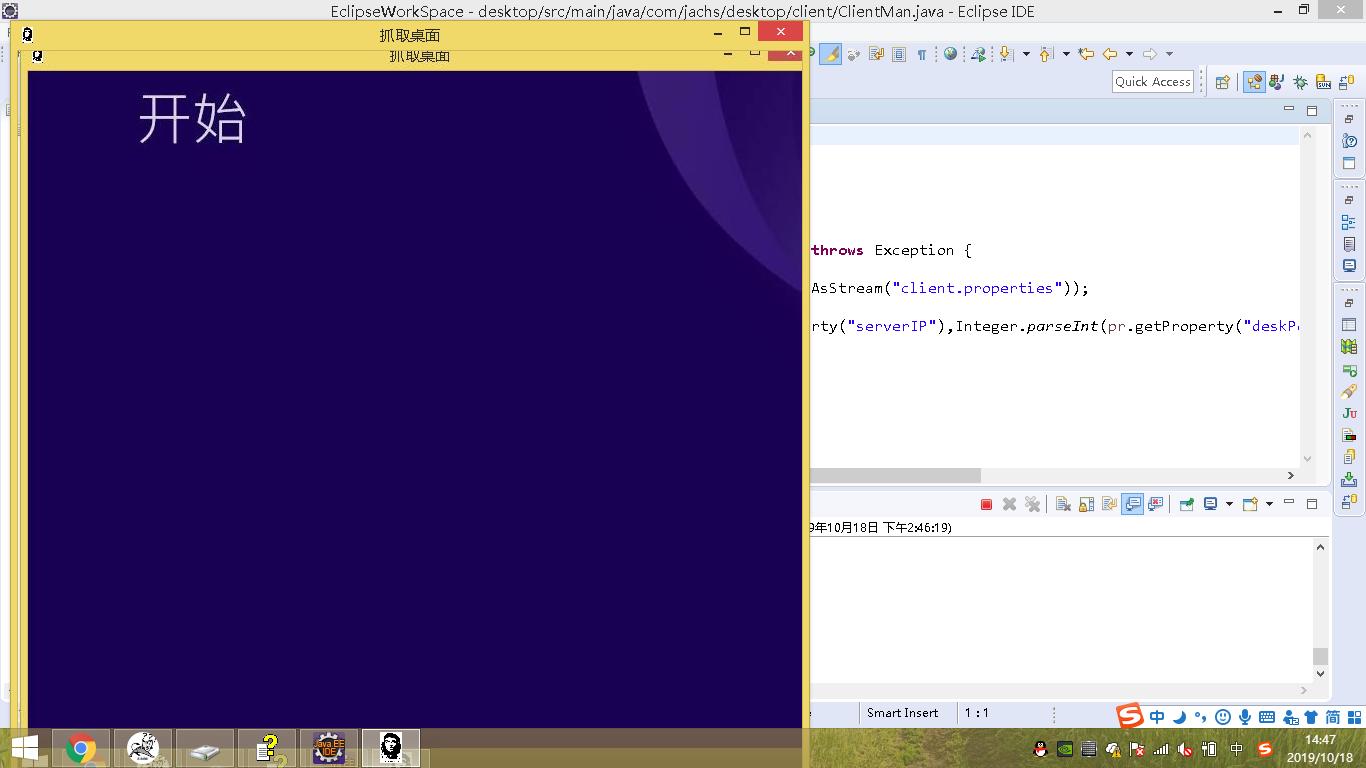 EclipseWorkSpace - desktop/src/main/java/com/jachs/desktop/client/ClientMan.java - Eclipse IDE
抓取桌面
抓取桌面
Quick Access
开始
throws Exception {
AsStream("client.properties"));
rty("serverIP"),Integer.parseInt(pr.getProperty("deskP
年10月18日 下午2:46:19)
Smart Insert
1 : 1
中
简
Java EE
IDE
中
14:47
2019/10/18